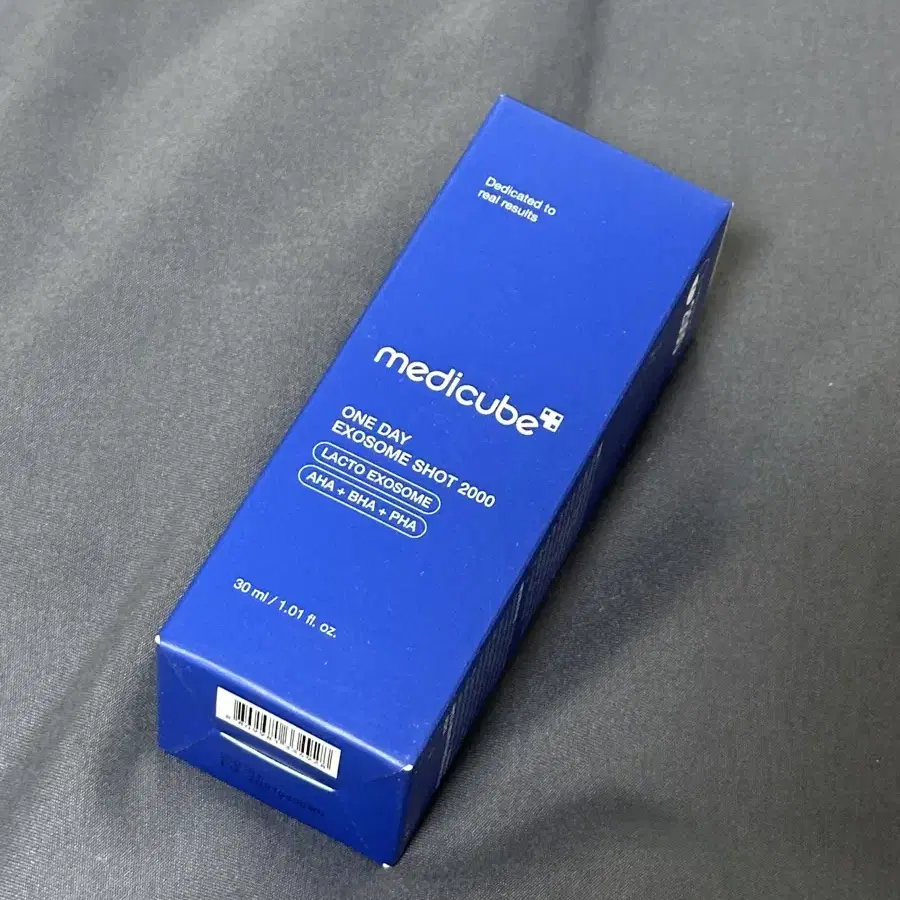 Dedicated to
real results
medicube
ONE DAY
EXOSOME SHOT 2000
LACTO EXOSOME
AHA + BHA + PHA
30 ml / 1.01 fl. oz.